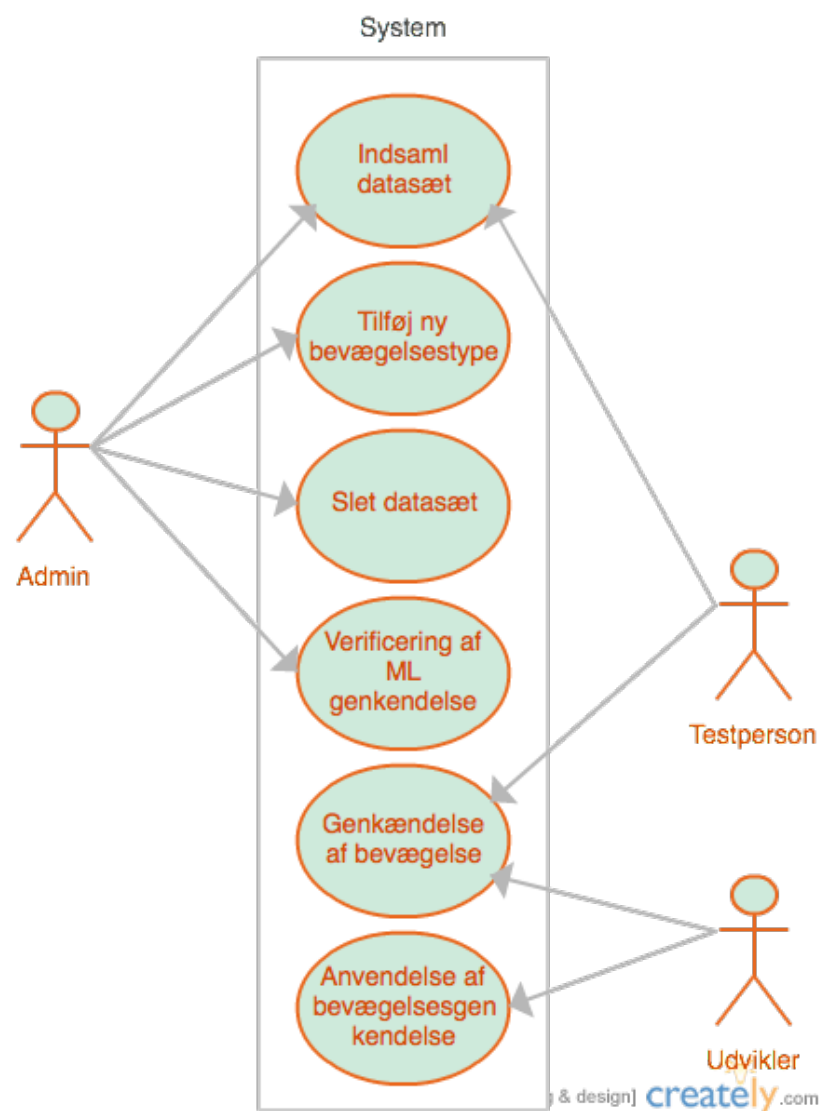 System
Indsaml
datasæt
Tilføj ny
bevægelsestype
Slet datasæt
Admin
Verificering af
ML
genkendelse
Testperson
Genkændelse
af bevægelse
Anvendelse af
bevægelsesgen
kendelse
Udvikler
& design] creately.com